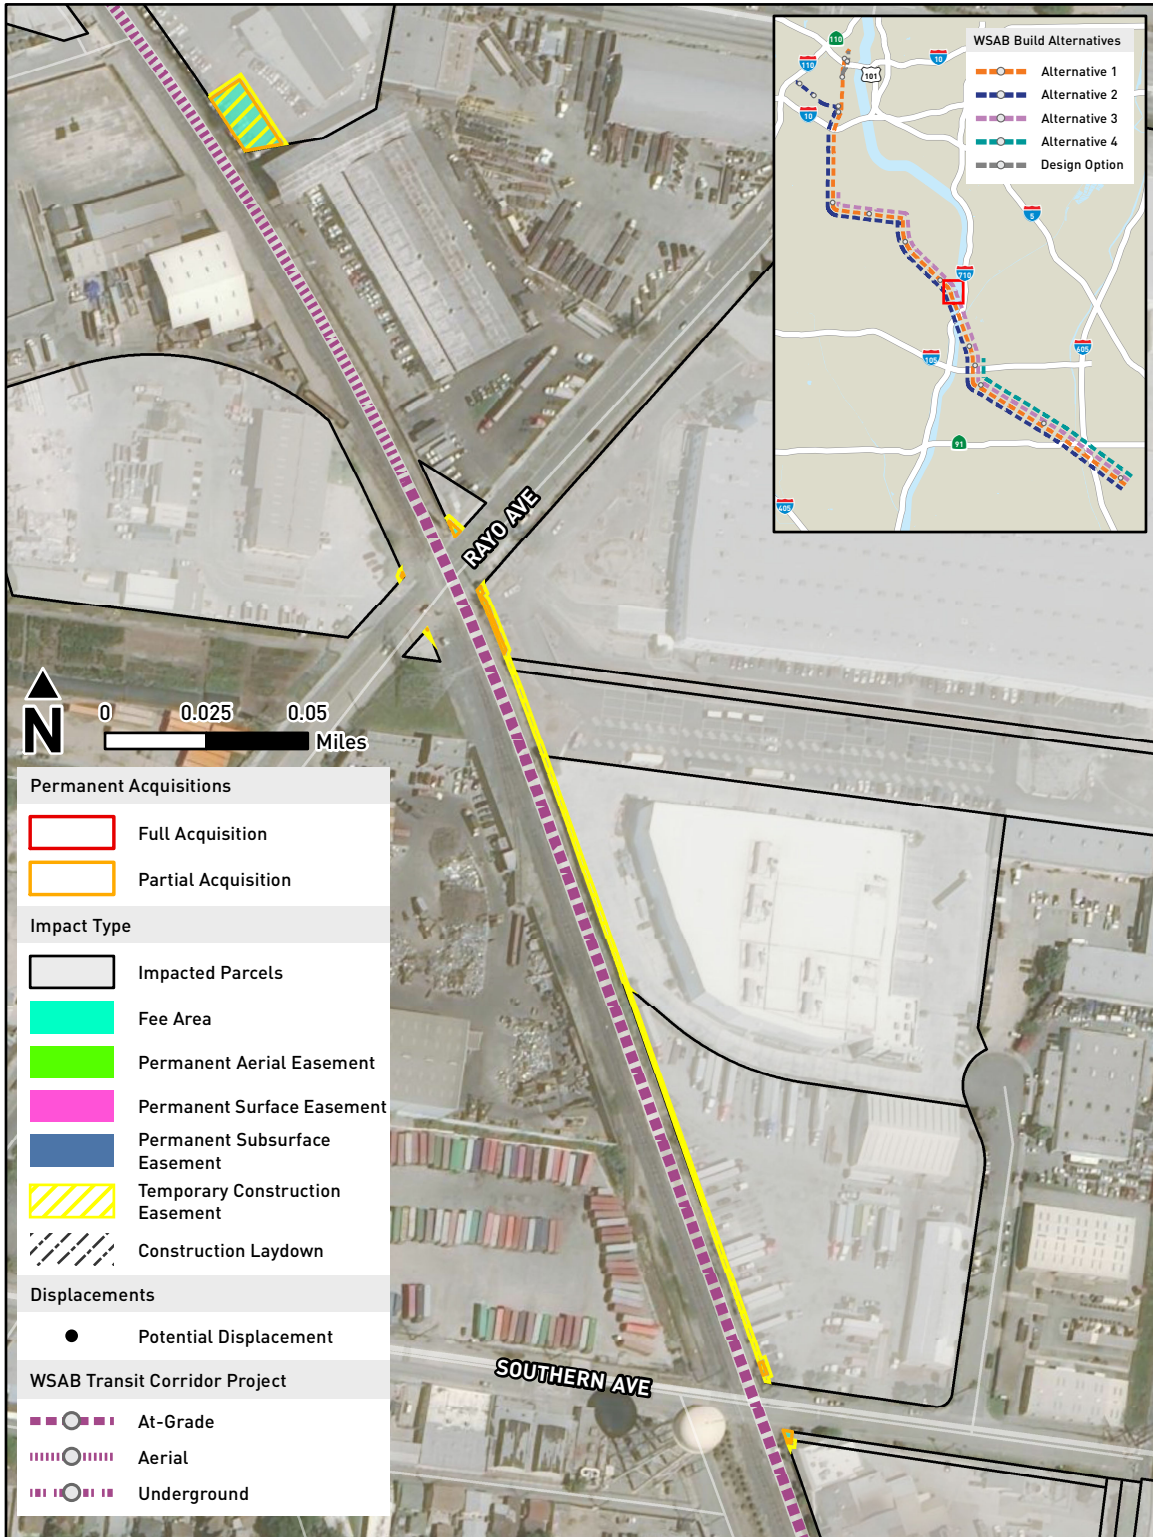 WSAB Build Alternatives
Alternative 1
Alternative 2
Alternative 3
Alternative 4
Design Option
110
110
10
101
10
5
710
105
605
91
405
RAYO AVE
N
0 0.025 0.05
Miles
Permanent Acquisitions
Full Acquisition
Partial Acquisition
Impact Type
Impacted Parcels
Fee Area
Permanent Aerial Easement
Permanent Surface Easement
Permanent Subsurface
Easement
Temporary Construction
Easement
Construction Laydown
Displacements
Potential Displacement
WSAB Transit Corridor Project
At-Grade
Aerial
Underground
SOUTHERN AVE